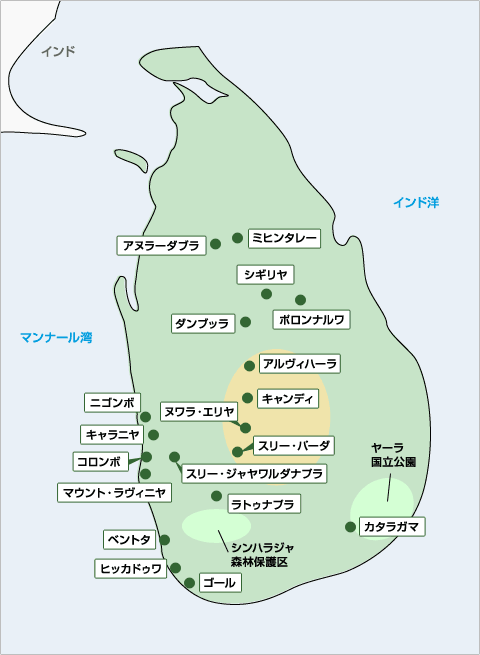 インド
インド洋
ミヒンタレー
アヌラーダプラ
シギリヤ
ポロンナルワ
ダンブッラ
マンナール湾
アルヴィハーラ
キャンディ
ニゴンボ
ヌワラ・エリヤ
キャラニヤ
スリー・パーダ
コロンボ
スリー・ジャヤワルダナプラ
マウント・ラヴィニヤ
ヤーラ
国立公園
ラトゥナプラ
カタラガマ
ベントタ
シンハラジャ
森林保護区
ヒッカドゥワ
ゴール